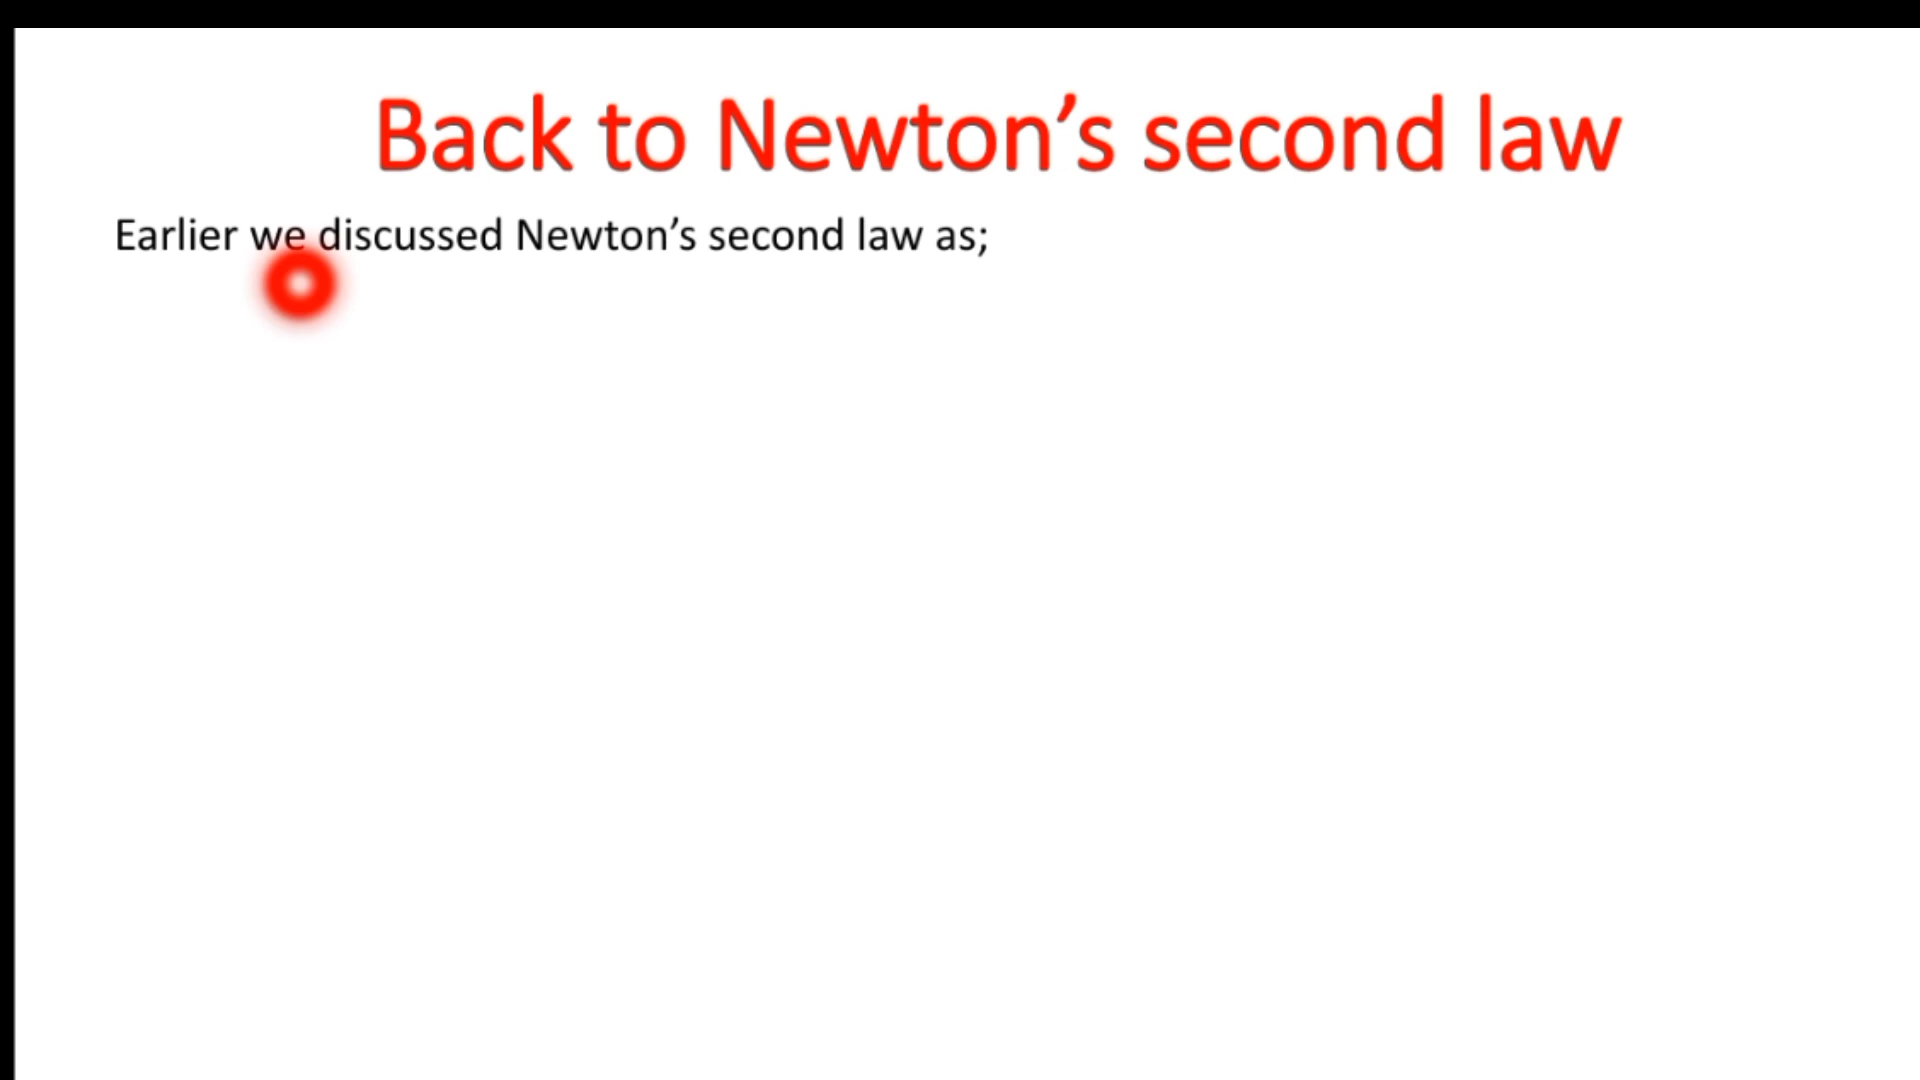 Back to Newton’s second law
Earlier we discussed Newton’s second law as;